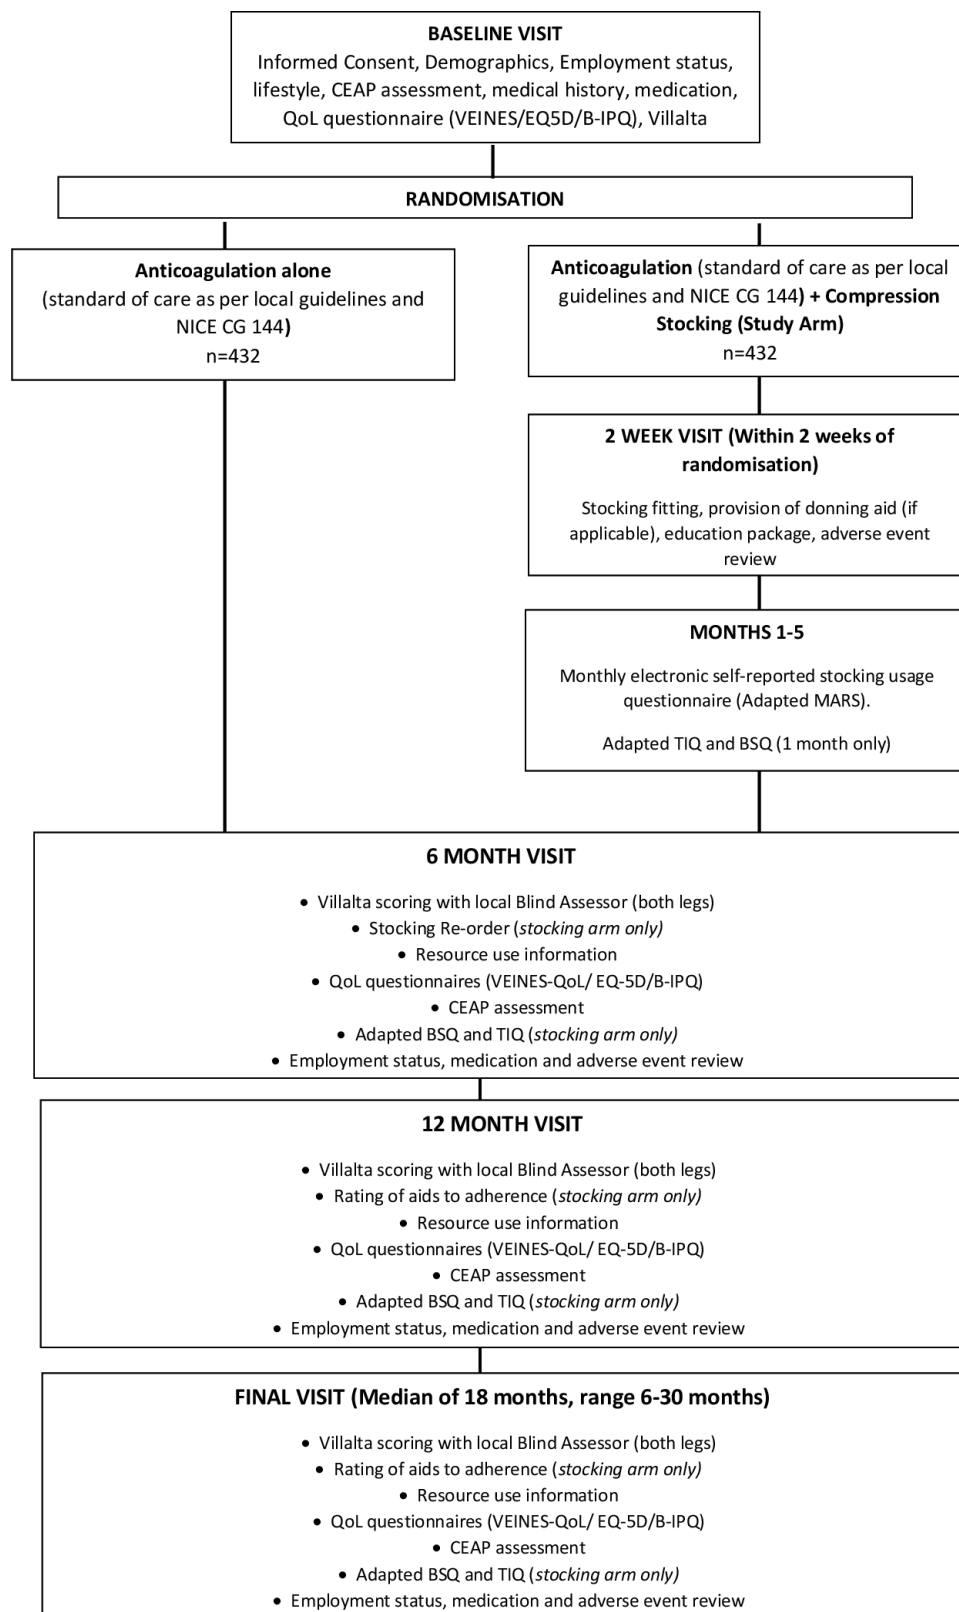 BASELINE VISIT
Informed Consent, Demographics, Employment status,
lifestyle, CEAP assessment, medical history, medication,
QoL questionnaire (VEINES/EQ5D/B-IPQ), Villalta
RANDOMISATION
Anticoagulation alone
(standard of care as per local guidelines and
NICE CG 144)
n=432
Anticoagulation (standard of care as per local
guidelines and NICE CG 144) + Compression
Stocking (Study Arm)
n=432
2 WEEK VISIT (Within 2 weeks of
randomisation)
Stocking fitting, provision of donning aid (if
applicable), education package, adverse event
review
MONTHS 1-5
Monthly electronic self-reported stocking usage
questionnaire (Adapted MARS).
Adapted TIQ and BSQ (1 month only)
6 MONTH VISIT
• Villalta scoring with local Blind Assessor (both legs)
• Stocking Re-order (stocking arm only)
• Resource use information
• QoL questionnaires (VEINES-QoL/ EQ-5D/B-IPQ)
• CEAP assessment
• Adapted BSQ and TIQ (stocking arm only)
• Employment status, medication and adverse event review
12 MONTH VISIT
• Villalta scoring with local Blind Assessor (both legs)
• Rating of aids to adherence (stocking arm only)
• Resource use information
• QoL questionnaires (VEINES-QoL/ EQ-5D/B-IPQ)
• CEAP assessment
• Adapted BSQ and TIQ (stocking arm only)
• Employment status, medication and adverse event review
FINAL VISIT (Median of 18 months, range 6-30 months)
• Villalta scoring with local Blind Assessor (both legs)
• Rating of aids to adherence (stocking arm only)
• Resource use information
• QoL questionnaires (VEINES-QoL/ EQ-5D/B-IPQ)
• CEAP assessment
• Adapted BSQ and TIQ (stocking arm only)
• Employment status, medication and adverse event review